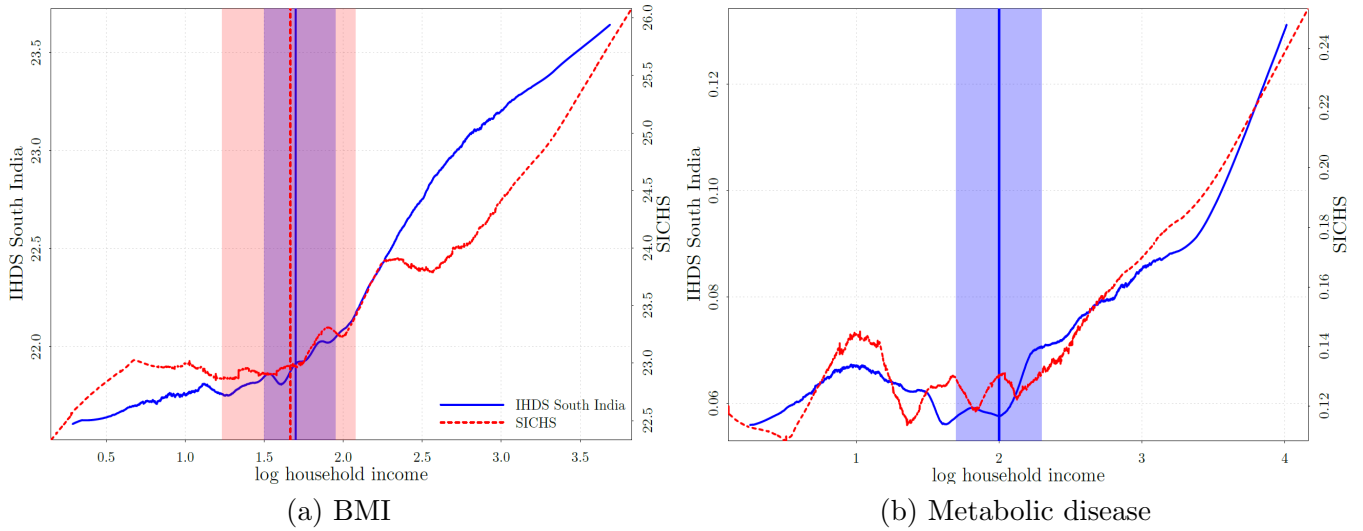 IHDS South India
23.5
23.0
22.5
22.0
26.0
25.5
25.0
24.5
24.0
23.5
23.0
22.5
SICHS
IHDS South India
SICHS
0.5 1.0 1.5 2.0 2.5 3.0 3.5
log household income
(a) BMI
IHDS South India
0.12
0.10
0.08
0.06
0.24
0.22
0.20
0.18
0.16
0.14
0.12
SICHS
1 2 3 4
log household income
(b) Metabolic disease